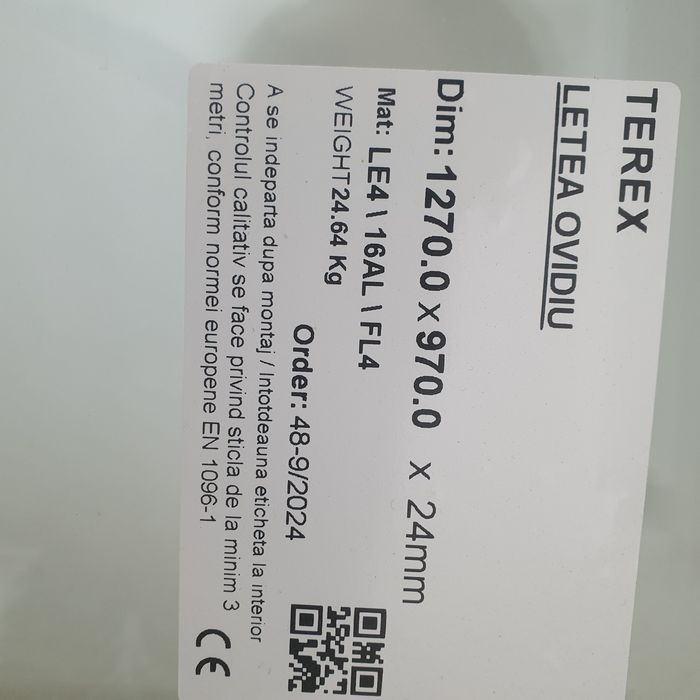 TEREX
LETEA OVIDIU
Dim: 1270.0 x 970.0 x 24mm
Mat: LE4 \ 16AL \ FL4
WEIGHT24.64 Kg
Order: 48-9/2024
A se indeparta dupa montaj / Intotdeauna eticheta la interior
Controlul calitativ se face privind sticla de la minim 3
metri, conform normei europene EN 1096-1
CE